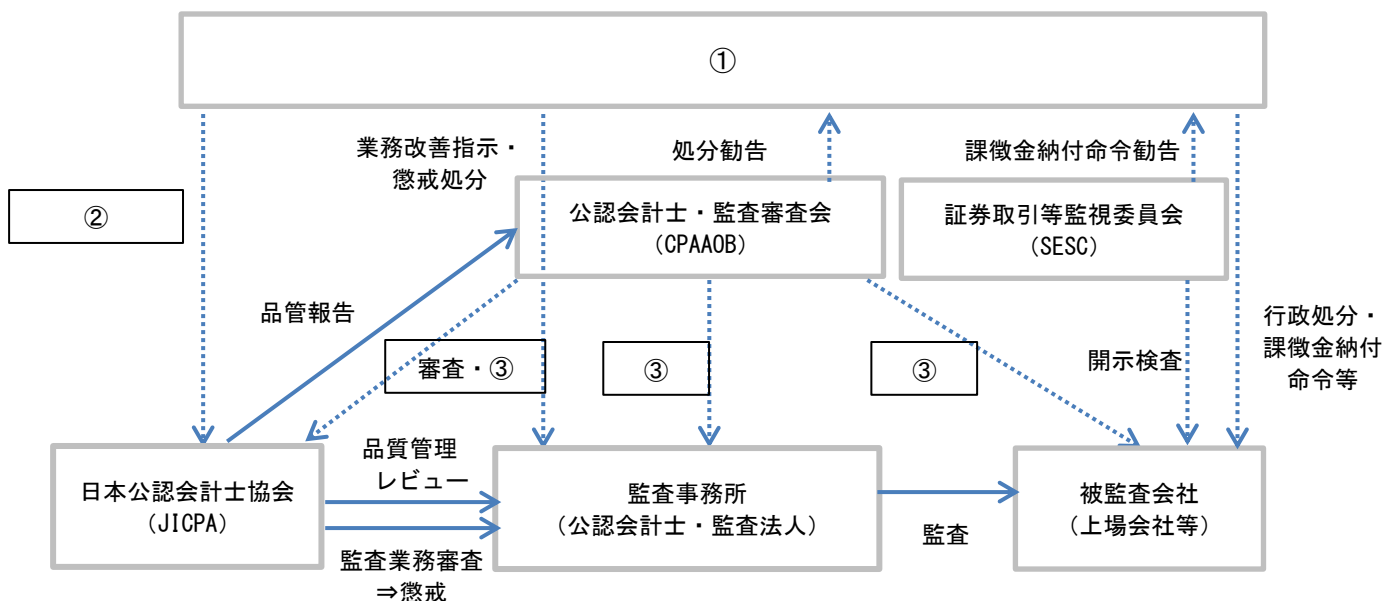 ①
業務改善指示・
懲戒処分
処分勧告
課徴金納付命令勧告
②
公認会計士・監査審査会
(CPAAOB)
証券取引等監視委員会
(SESC)
品管報告
審査・③
③
③
開示検査
行政処分・
課徴金納付
命令等
日本公認会計士協会
(JICPA)
品質管理
レビュー
監査業務審査
⇒懲戒
監査事務所
(公認会計士・監査法人)
監査
被監査会社
(上場会社等)